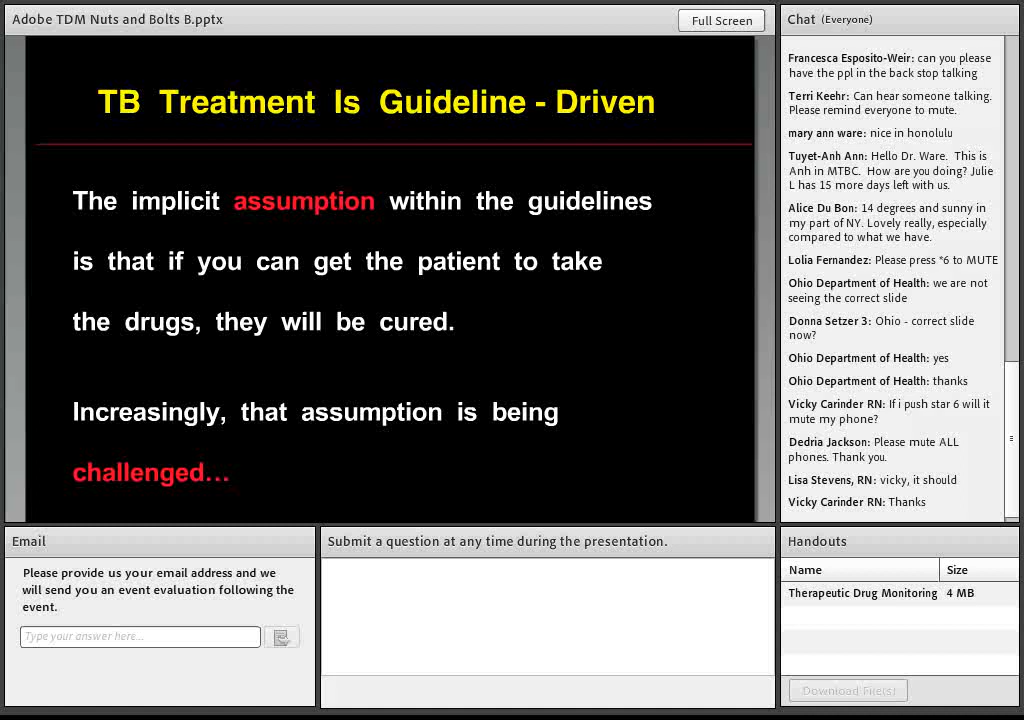 Adobe TDM Nuts and Bolts B.pptx
Full Screen
TB Treatment Is Guideline - Driven
The implicit assumption within the guidelines
is that if you can get the patient to take
the drugs, they will be cured.
Increasingly, that assumption is being
challenged...
Chat (Everyone)
Francesca Esposito-Weir: can you please
have the ppl in the back stop talking
Terri Keehr: Can hear someone talking.
Please remind everyone to mute.
mary ann ware: nice in honolulu
Tuyet-Anh Ann: Hello Dr. Ware. This is
Anh in MTBC. How are you doing? Julie
L has 15 more days left with us.
Alice Du Bon: 14 degrees and sunny in
my part of NY. Lovely really, especially
compared to what we have.
Lolia Fernandez: Please press *6 to MUTE
Ohio Department of Health: we are not
seeing the correct slide
Donna Setzer 3: Ohio - correct slide
now?
Ohio Department of Health: yes
Ohio Department of Health: thanks
Vicky Carinder RN: If i push star 6 will it
mute my phone?
Dedria Jackson: Please mute ALL
phones. Thank you.
Lisa Stevens, RN: vicky, it should
Vicky Carinder RN: Thanks
Email
Please provide us your email address and we
will send you an event evaluation following the
event.
Type your answer here...
Submit a question at any time during the presentation.
Handouts
Name Size
Therapeutic Drug Monitoring 4 MB
Download File(s)